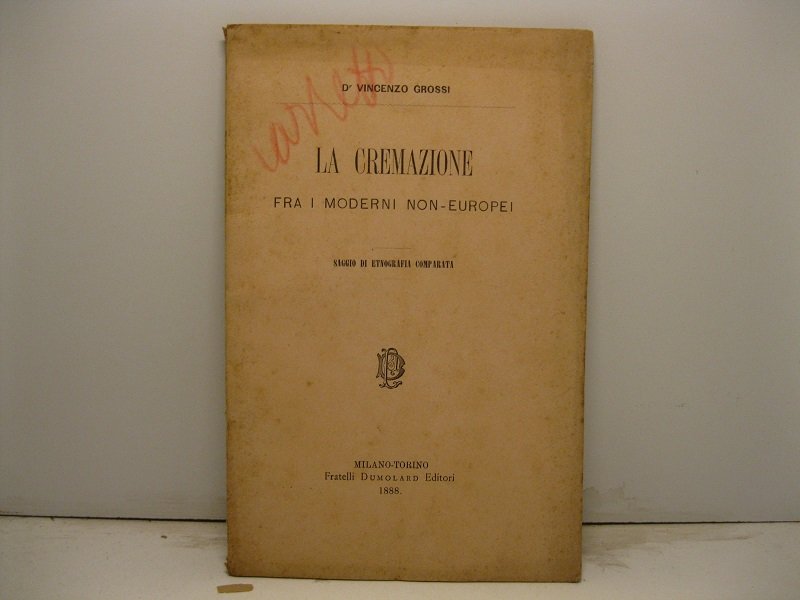 Dr VINCENZO GROSSI
LA CREMAZIONE
FRA I MODERNI NON-EUROPEI
SAGGIO DI ETNOGRAFIA COMPARATA
MILANO-TORINO
Fratelli DUMOLARD Editori
1888.